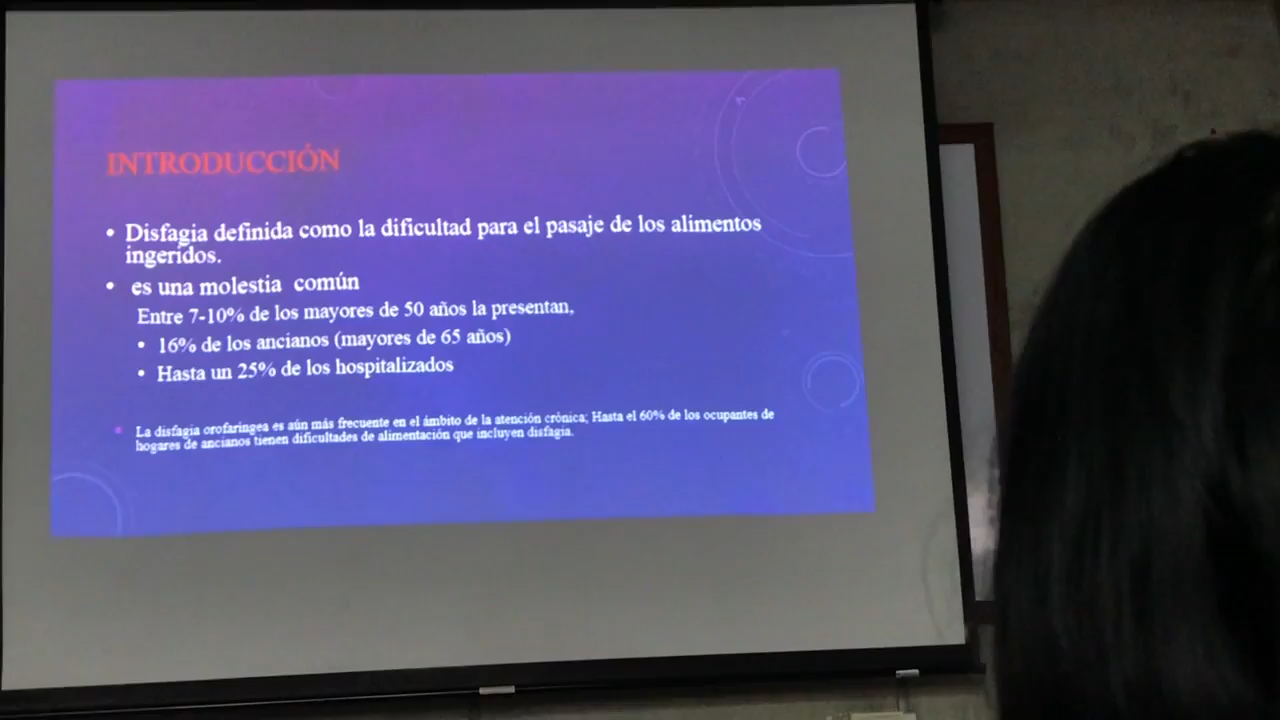 INTRODUCCIÓN
• Disfagia definida como la dificultad para el pasaje de los alimentos
ingeridos.
• es una molestia común
Entre 7-10% de los mayores de 50 años la presentan,
• 16% de los ancianos (mayores de 65 años)
• Hasta un 25% de los hospitalizados
• La disfagia orofaríngea es aún más frecuente en el ámbito de la atención crónica; Hasta el 60% de los ocupantes de
hogares de ancianos tienen dificultades de alimentación que incluyen disfagia.